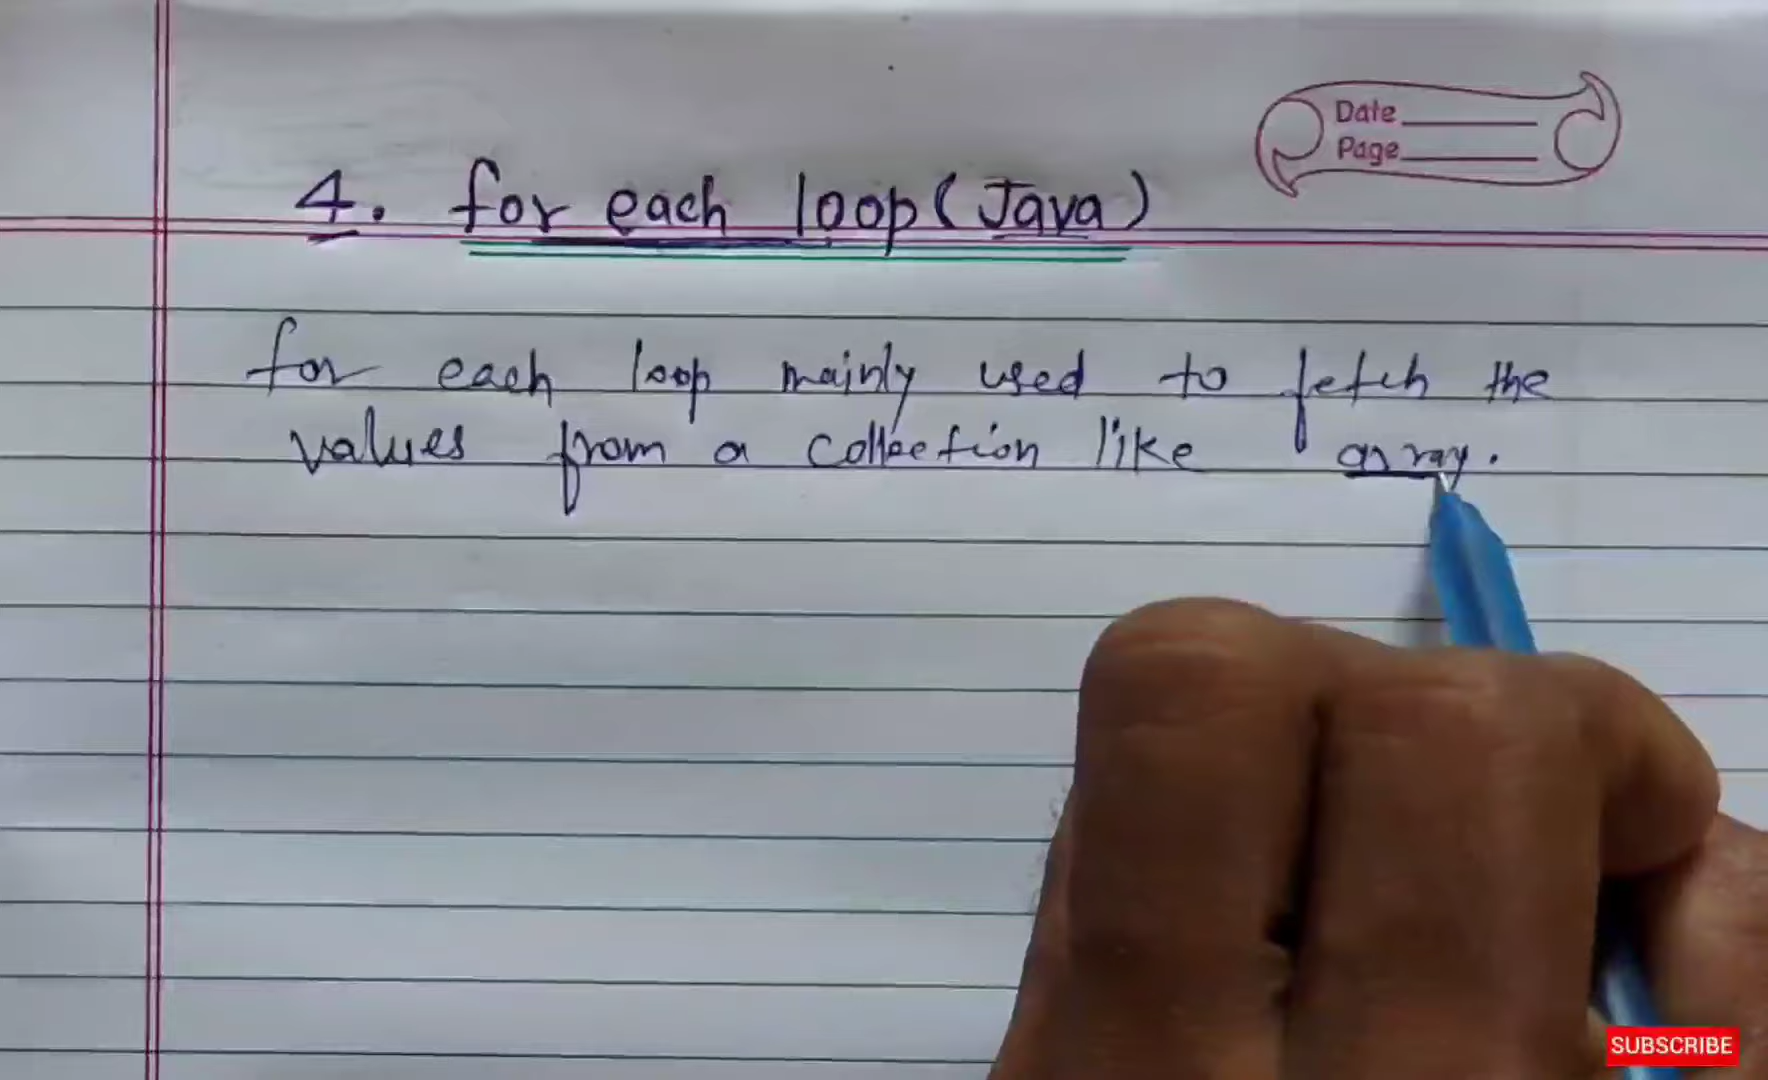 Date
Page
4. for each loop (Java)
for each loop mainly used to fetch the
values from a collection like array.
SUBSCRIBE